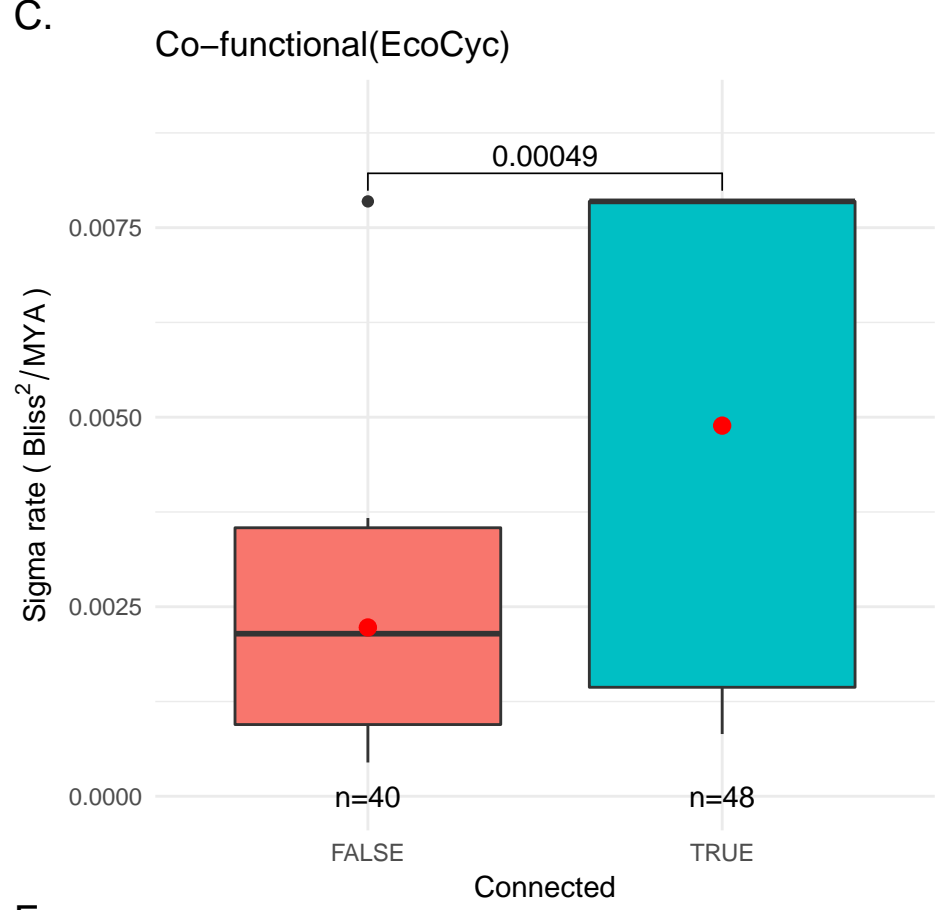 C.
Co−functional(EcoCyc)
0.00049
0.0075
0.0050
0.0025
0.0000
Sigma rate ( Bliss²/MYA )
n=40
n=48
FALSE
TRUE
Connected